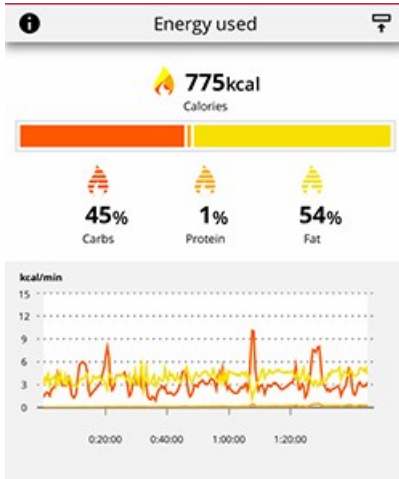 Energy used
775kcal
Calories
45% 1% 54%
Carbs Protein Fat
kcal/min
15
12
9
6
3
0
0:20:00 0:40:00 1:00:00 1:20:00